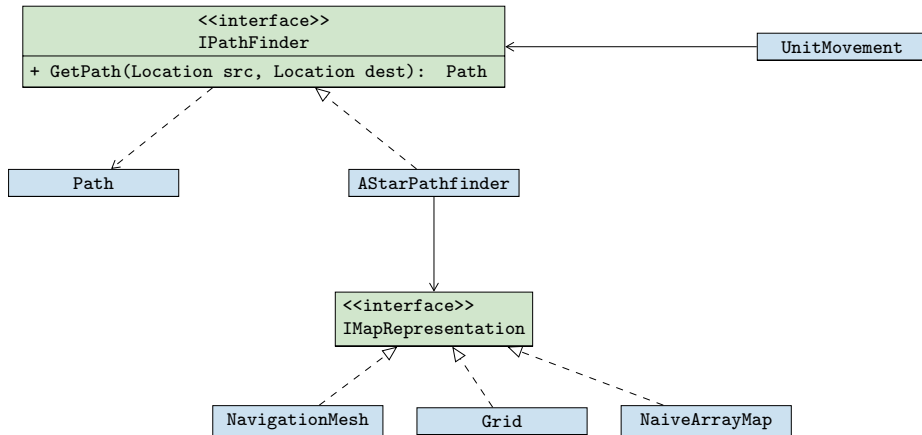 <<interface>>
IPathFinder
+ GetPath(Location src, Location dest): Path
UnitMovement
Path
AStarPathfinder
<<interface>>
IMapRepresentation
NavigationMesh
Grid
NaiveArrayMap